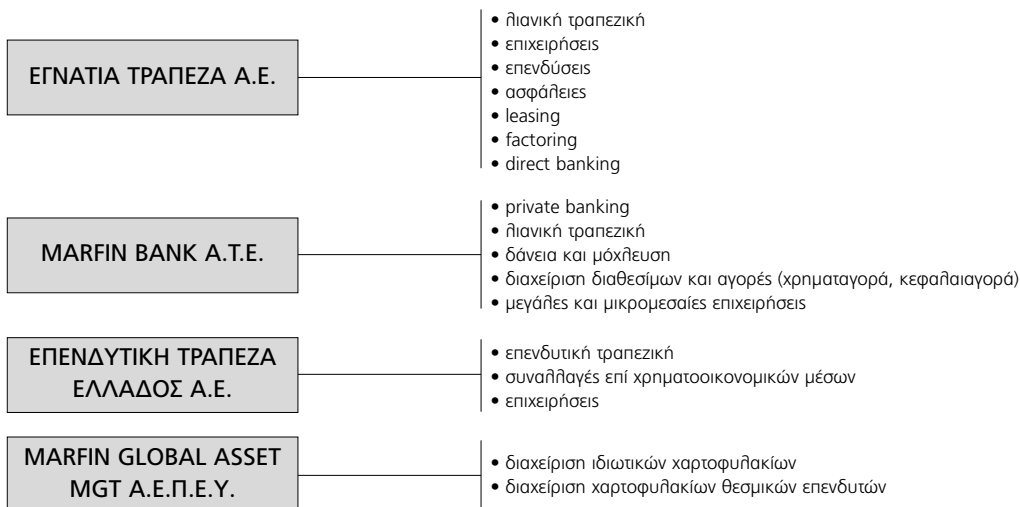 ΕΓΝΑΤΙΑ ΤΡΑΠΕΖΑ Α.Ε.
• λιανική τραπεζική
• επιχειρήσεις
• επενδύσεις
• ασφάλειες
• leasing
• factoring
• direct banking
MARFIN BANK Α.Τ.Ε.
• private banking
• λιανική τραπεζική
• δάνεια και μόχλευση
• διαχείριση διαθεσίμων και αγορές (χρηματαγορά, κεφαλαιαγορά)
• μεγάλες και μικρομεσαίες επιχειρήσεις
ΕΠΕΝΔΥΤΙΚΗ ΤΡΑΠΕΖΑ
ΕΛΛΑΔΟΣ Α.Ε.
• επενδυτική τραπεζική
• συναλλαγές επί χρηματοοικονομικών μέσων
• επιχειρήσεις
MARFIN GLOBAL ASSET
MGT Α.Ε.Π.Ε.Υ.
• διαχείριση ιδιωτικών χαρτοφυλακίων
• διαχείριση χαρτοφυλακίων θεσμικών επενδυτών